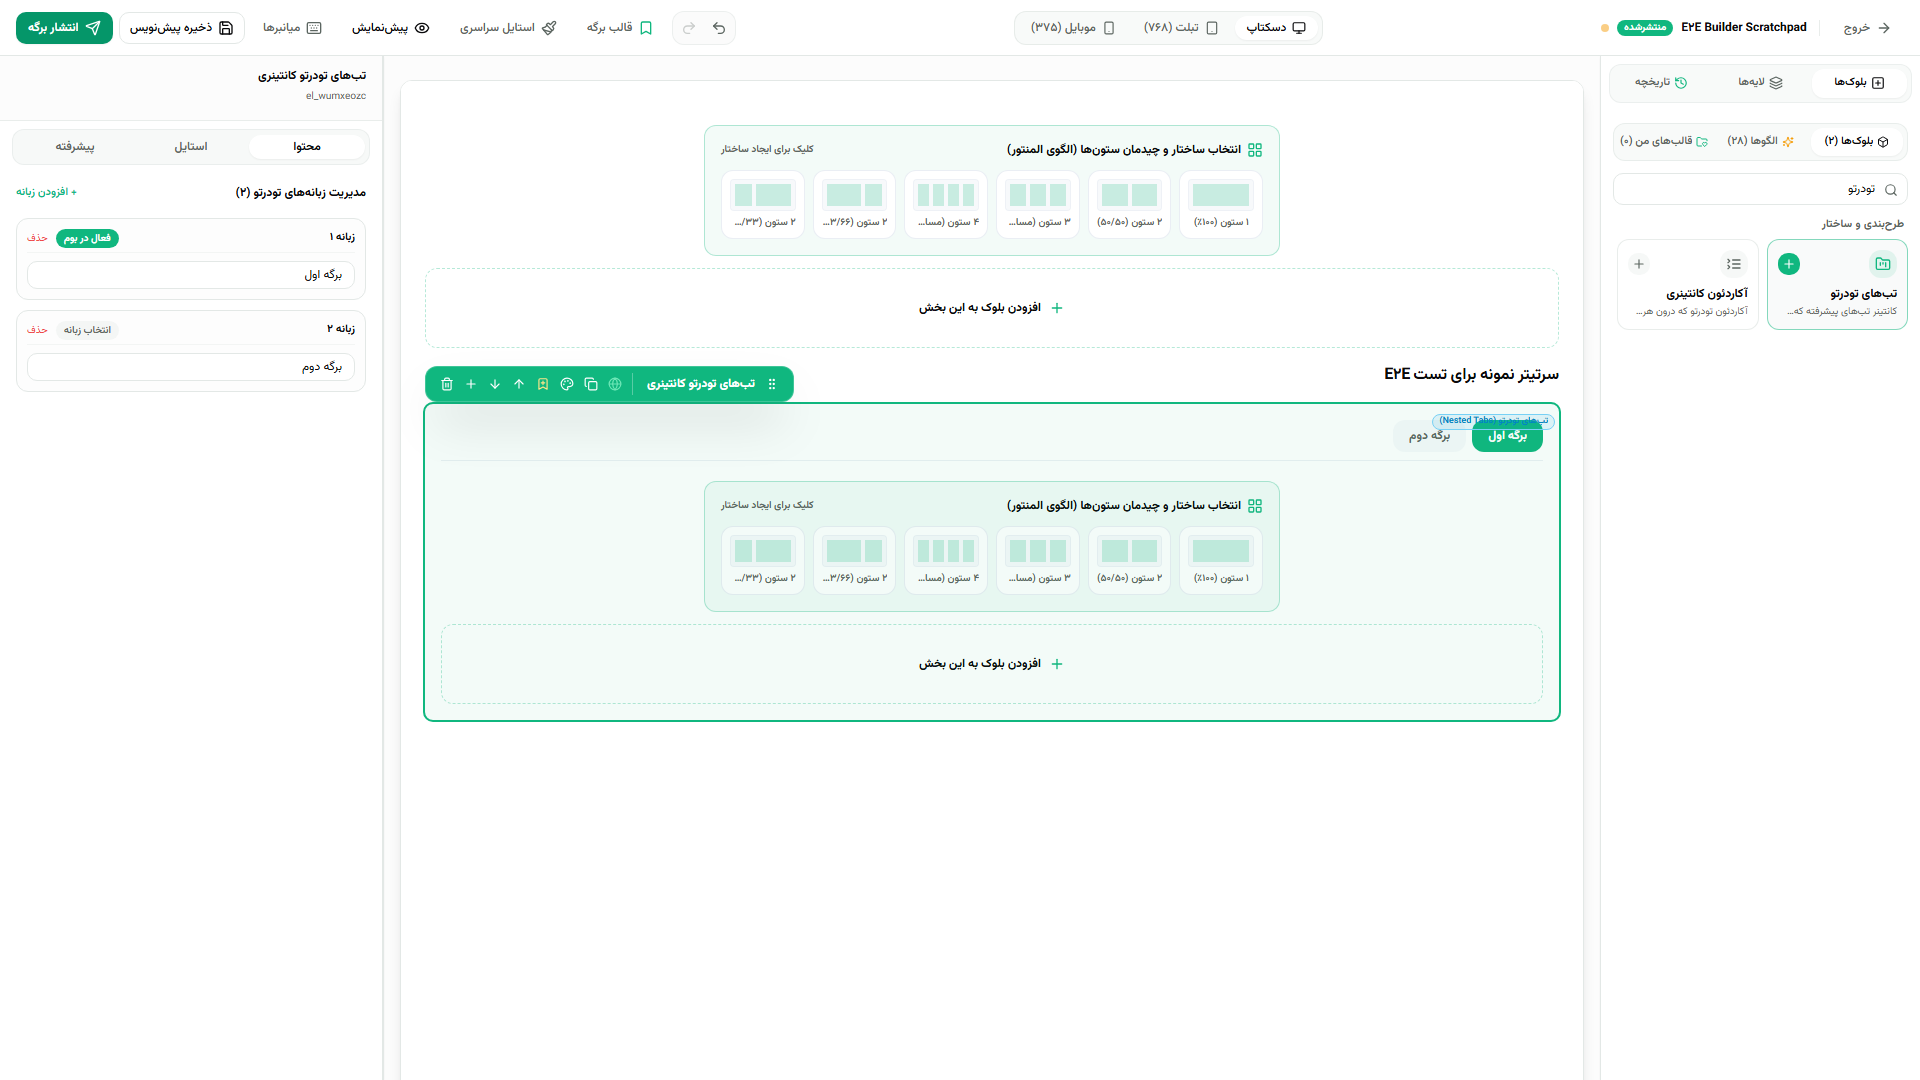 خروج
E2E Builder Scratchpad
منتشرشده
دسکتاپ
تبلت (۷۶۸)
موبایل (۳۷۵)
قالب برگه
استایل سراسری
پیش‌نمایش
میانبرها
ذخیره پیش‌نویس
انتشار برگه
بلوک‌ها
لایه‌ها
تاریخچه
بلوک‌ها (۲)
الگوها (۲۸)
قالب‌های من (۰)
تودرتو
طرح‌بندی و ساختار
تب‌های تودرتو
کانتینر تب‌های پیشرفته که...
آکاردئون کانتینری
آکاردئون تودرتو که درون هر...
انتخاب ساختار و چیدمان ستون‌ها (الگوی المنتور)
کلیک برای ایجاد ساختار
۱ ستون (۱۰۰٪)
۲ ستون (۵۰/۵۰)
۳ ستون (مسا...
۴ ستون (مسا...
۲ ستون (۳/۶۶...
۲ ستون (۳۳/...
افزودن بلوک به این بخش
سرتیتر نمونه برای تست E2E
تب‌های تودرتو کانتینری
تب‌های تودرتو (Nested Tabs)
برگه اول
برگه دوم
انتخاب ساختار و چیدمان ستون‌ها (الگوی المنتور)
کلیک برای ایجاد ساختار
۱ ستون (۱۰۰٪)
۲ ستون (۵۰/۵۰)
۳ ستون (مسا...
۴ ستون (مسا...
۲ ستون (۳/۶۶...
۲ ستون (۳۳/...
افزودن بلوک به این بخش
تب‌های تودرتو کانتینری
el_wumxeozc
محتوا
استایل
پیشرفته
مدیریت زبانه‌های تودرتو (۲)
+ افزودن زبانه
زبانه ۱
فعال در بوم
حذف
برگه اول
زبانه ۲
انتخاب زبانه
حذف
برگه دوم